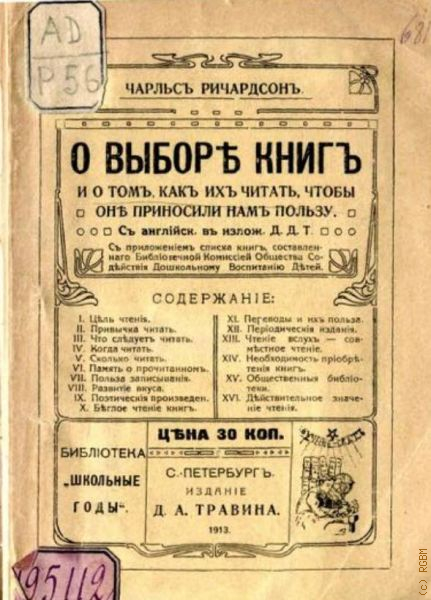 AD
P56
ЧАРЛЬСЪ РИЧАРДСОНЪ.
О ВЫБОРѢ КНИГЪ
И О ТОМЪ, КАКЪ ИХЪ ЧИТАТЬ, ЧТОБЫ
ОНѢ ПРИНОСИЛИ НАМЪ ПОЛЬЗУ.
Съ англійск. въ излож. Д. Д. Т.
Съ приложеніемъ списка книгъ, составлен-
наго Библіотечной Комиссіей Общества Со-
дѣйствія Дошкольному Воспитанію Дѣтей.
СОДЕРЖАНІЕ:
I. Цѣль чтенія.
II. Привычка читать.
III. Что слѣдуетъ читать.
IV. Когда читать.
V. Сколько читать.
VI. Память о прочитанномъ.
VII. Польза записыванія.
VIII. Развитіе вкуса.
IX. Поэтическія произведен.
X. Бѣглое чтеніе книгъ.
XI. Переводы и ихъ польза.
XII. Періодическія изданія.
XIII. Чтеніе вслухъ — сов-
мѣстное чтеніе.
XIV. Необходимость пріобрѣ-
тенія книгъ.
XV. Общественныя библіо-
теки.
XVI. Дѣйствительное значе-
ніе чтенія.
ЦѢНА 30 КОП.
БИБЛІОТЕКА
„ШКОЛЬНЫЕ
ГОДЫ".
С.-ПЕТЕРБУРГЪ.
ИЗДАНІЕ
Д. А. ТРАВИНА.
1913.
95112
(c) RGBM